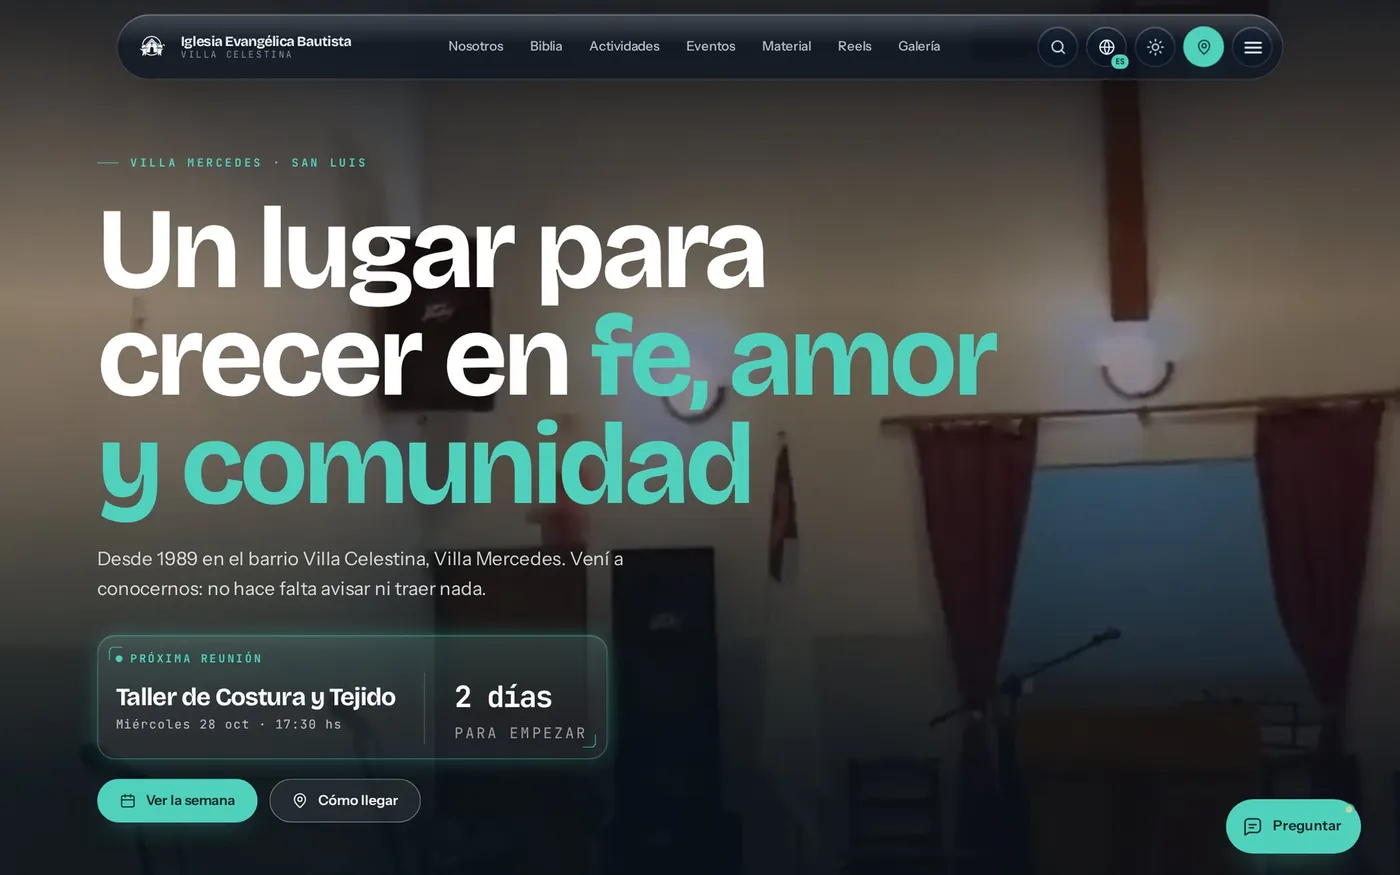 Iglesia Evangélica Bautista
VILLA CELESTINA
Nosotros
Biblia
Actividades
Eventos
Material
Reels
Galería
ES
VILLA MERCEDES · SAN LUIS
Un lugar para
crecer en fe, amor
y comunidad
Desde 1989 en el barrio Villa Celestina, Villa Mercedes. Vení a
conocernos: no hace falta avisar ni traer nada.
PRÓXIMA REUNIÓN
Taller de Costura y Tejido
Miércoles 28 oct · 17:30 hs
2 días
PARA EMPEZAR
Ver la semana
Cómo llegar
Preguntar